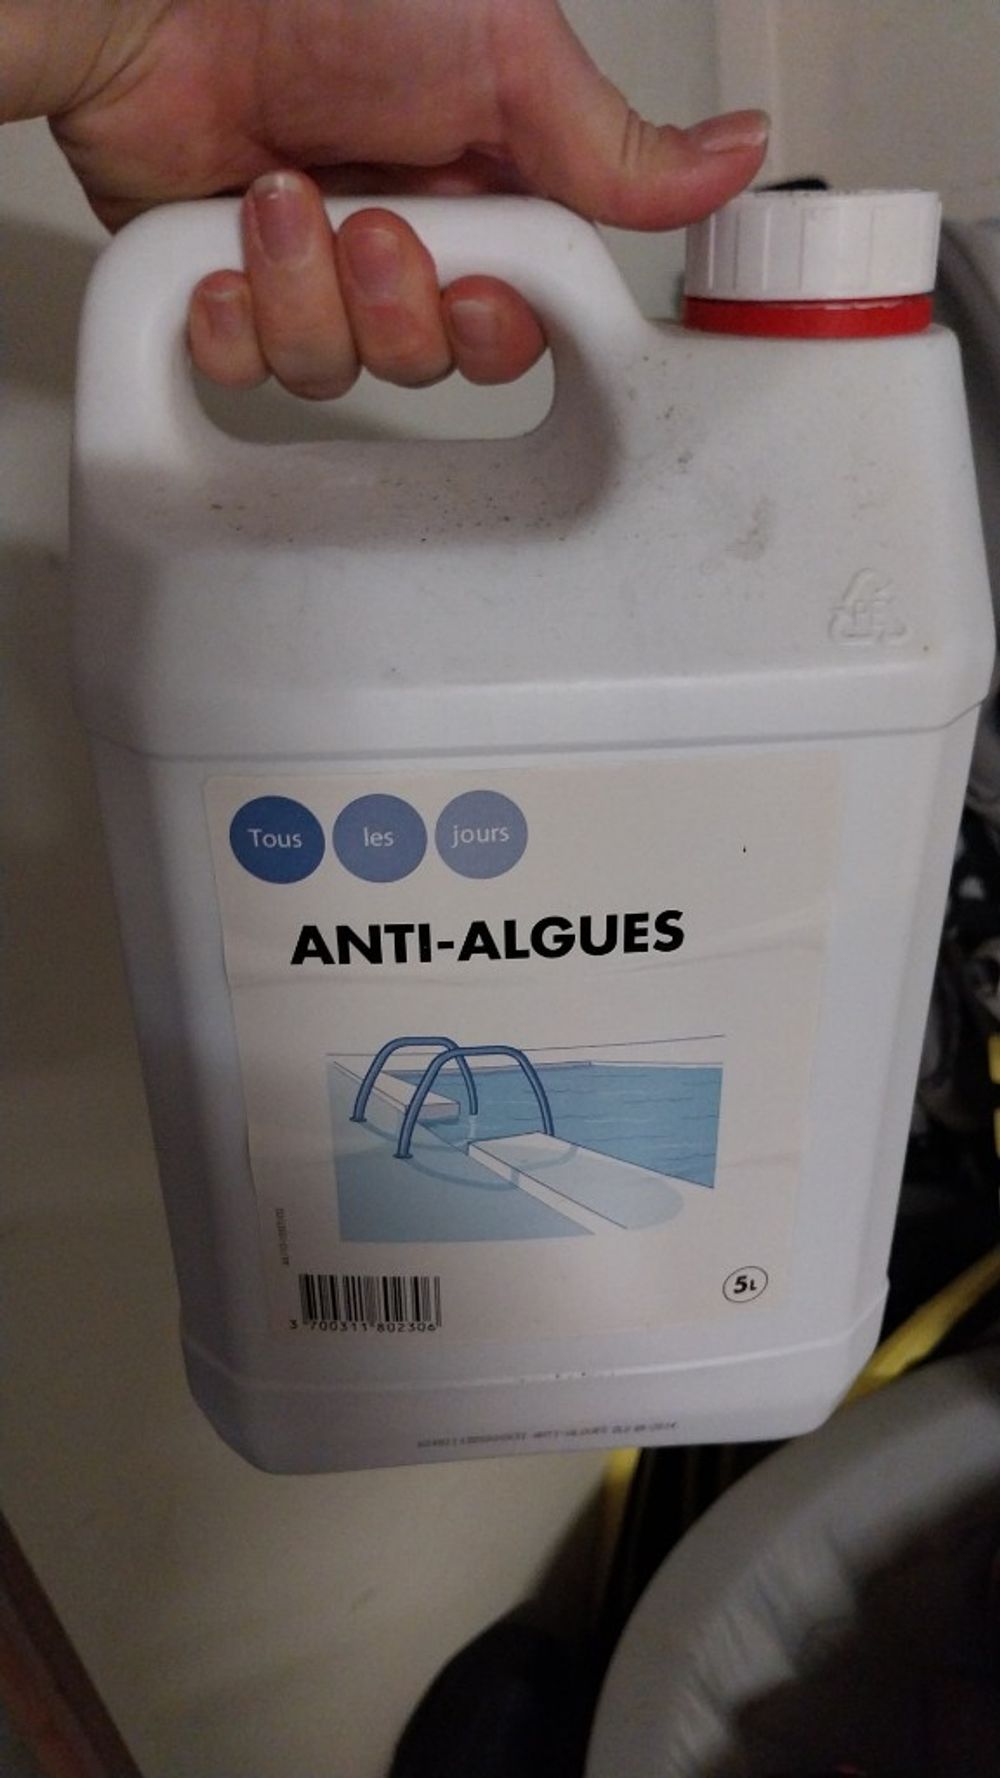 Tous les jours
ANTI-ALGUES
5L
3 700311 802306